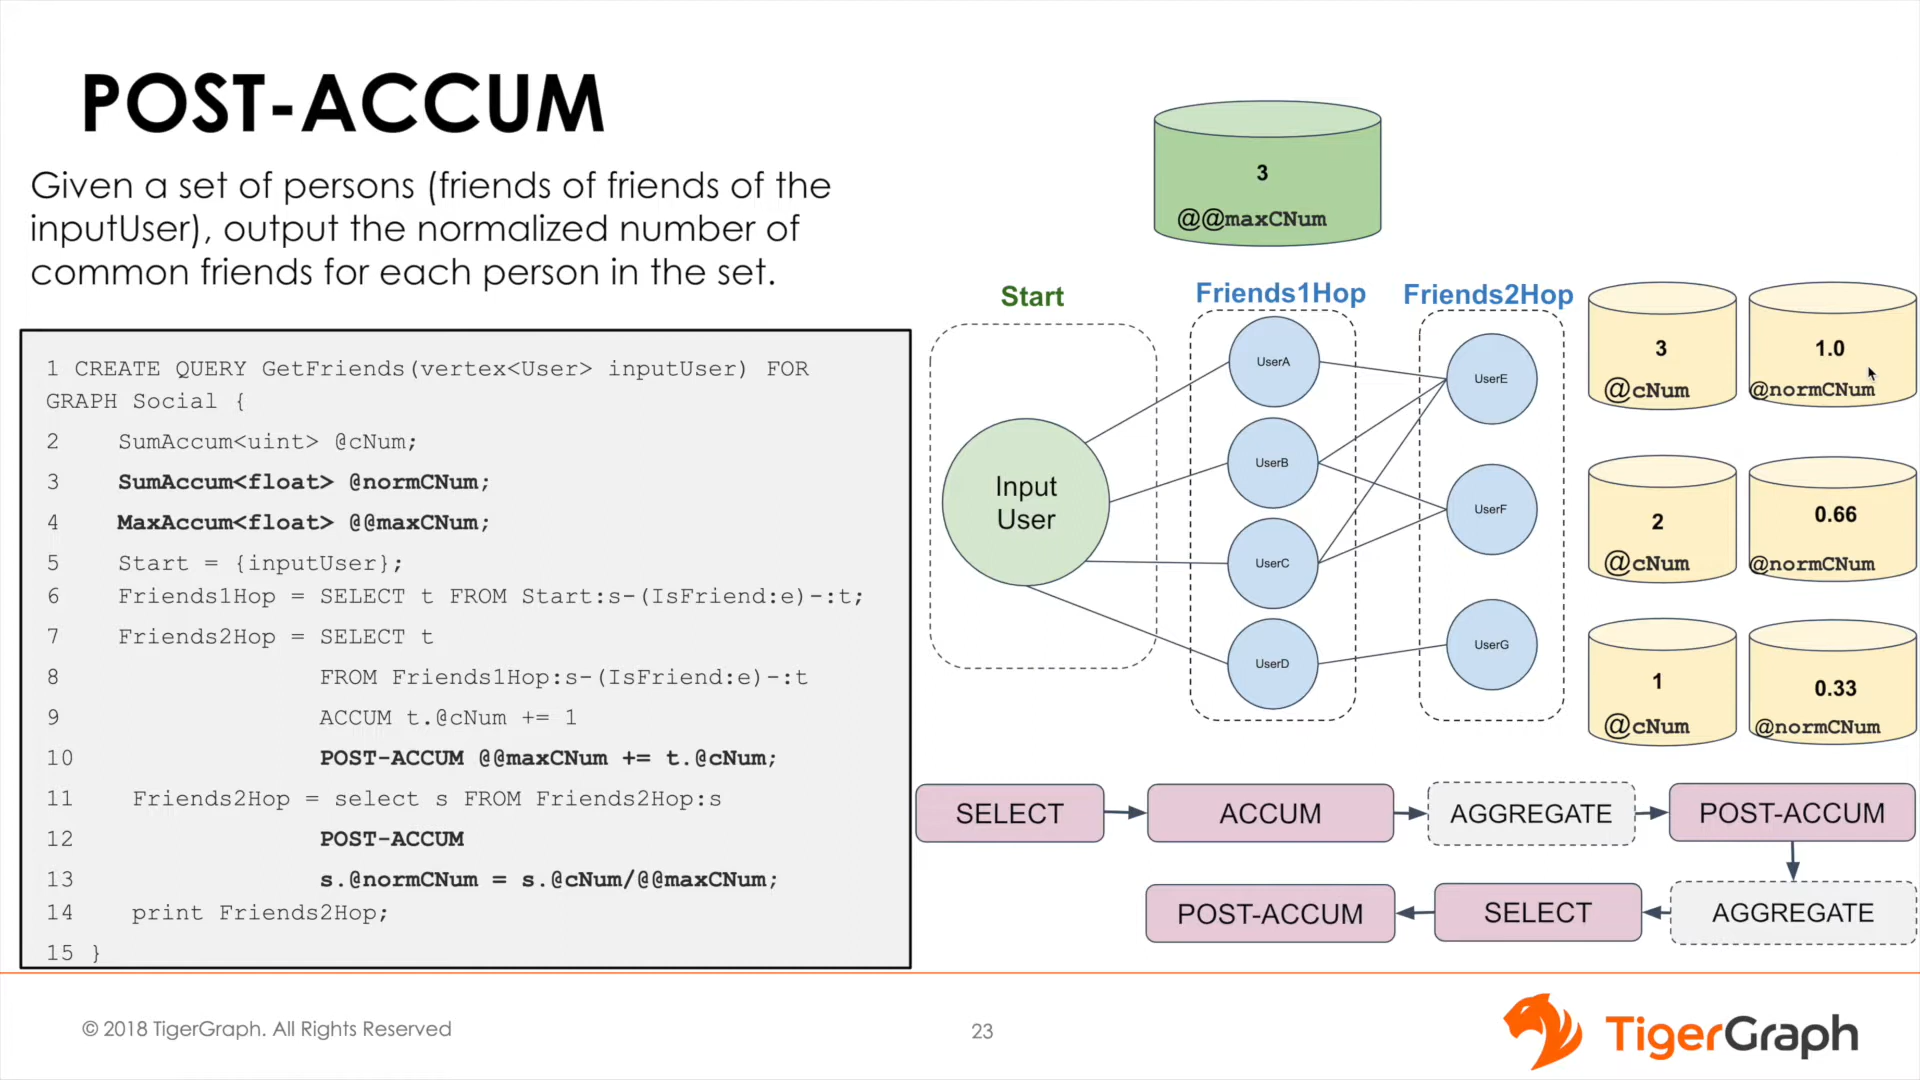 POST-ACCUM
Given a set of persons (friends of friends of the
inputUser), output the normalized number of
common friends for each person in the set.
1 CREATE QUERY GetFriends(vertex<User> inputUser) FOR
GRAPH Social {
2 SumAccum<uint> @cNum;
3 SumAccum<float> @normCNum;
4 MaxAccum<float> @@maxCNum;
5 Start = {inputUser};
6 Friends1Hop = SELECT t FROM Start:s-(IsFriend:e)-:t;
7 Friends2Hop = SELECT t
8 FROM Friends1Hop:s-(IsFriend:e)-:t
9 ACCUM t.@cNum += 1
10 POST-ACCUM @@maxCNum += t.@cNum;
11 Friends2Hop = select s FROM Friends2Hop:s
12 POST-ACCUM
13 s.@normCNum = s.@cNum/@@maxCNum;
14 print Friends2Hop;
15 }
3
@@maxCNum
Start
Friends1Hop
Friends2Hop
Input
User
UserA
UserB
UserC
UserD
UserE
UserF
UserG
3
@cNum
1.0
@normCNum
2
@cNum
0.66
@normCNum
1
@cNum
0.33
@normCNum
SELECT
ACCUM
AGGREGATE
POST-ACCUM
AGGREGATE
SELECT
POST-ACCUM
© 2018 TigerGraph. All Rights Reserved
23
TigerGraph